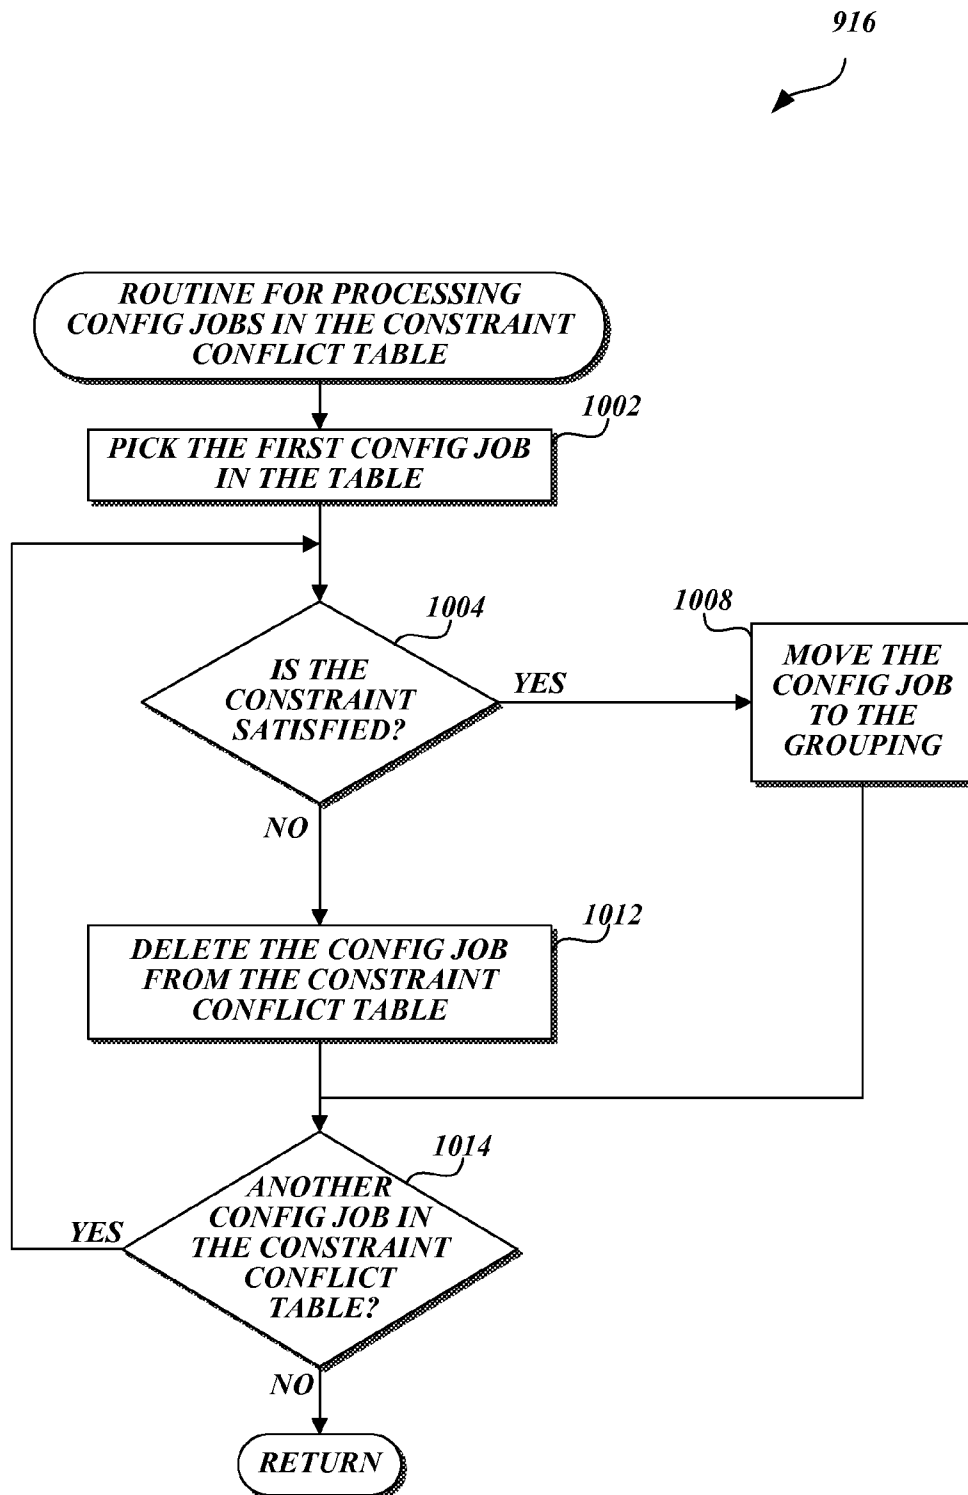 916
ROUTINE FOR PROCESSING
CONFIG JOBS IN THE CONSTRAINT
CONFLICT TABLE
1002
PICK THE FIRST CONFIG JOB
IN THE TABLE
1004
IS THE
CONSTRAINT
SATISFIED?
YES
1008
MOVE THE
CONFIG JOB
TO THE
GROUPING
NO
1012
DELETE THE CONFIG JOB
FROM THE CONSTRAINT
CONFLICT TABLE
1014
ANOTHER
CONFIG JOB IN
THE CONSTRAINT
CONFLICT
TABLE?
YES
NO
RETURN